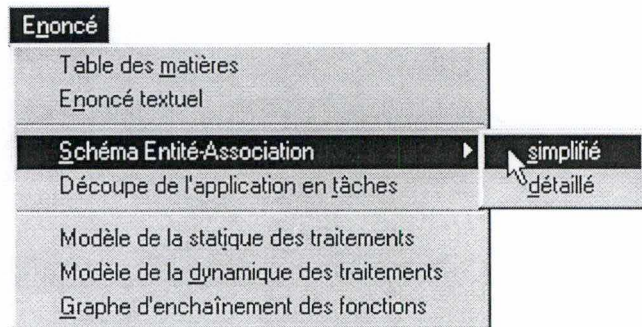 Enoncé
Table des matières
Enoncé textuel
Schéma Entité-Association simplifié
Découpe de l'application en tâches détaillé
Modèle de la statique des traitements
Modèle de la dynamique des traitements
Graphe d'enchaînement des fonctions